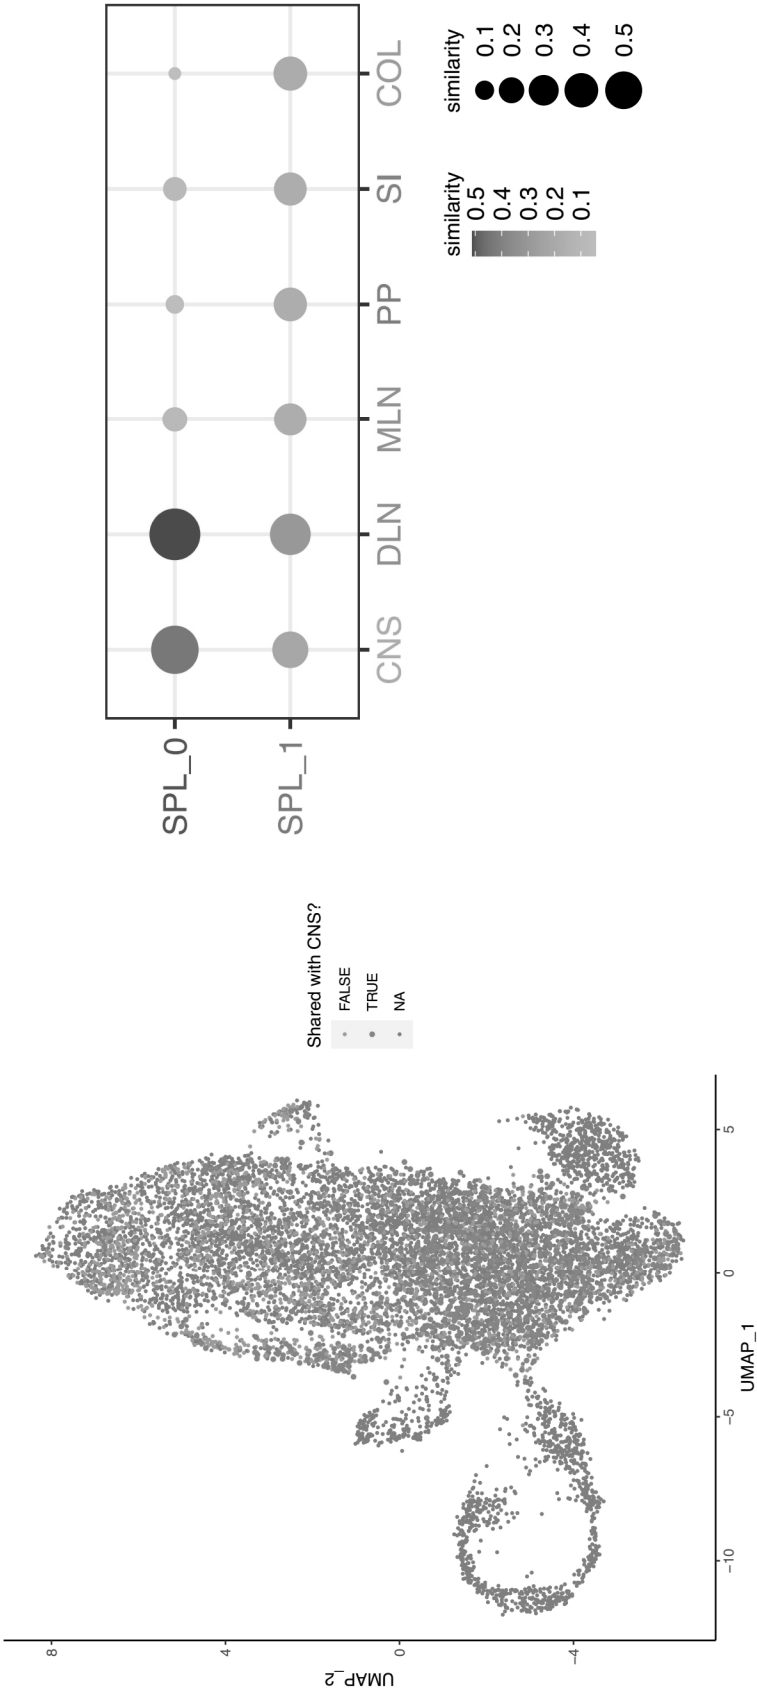 8
4
0
−4
UMAP_2
−10
−5
0
5
UMAP_1
Shared with CNS?
FALSE
TRUE
NA
SPL_0
SPL_1
CNS
DLN
MLN
PP
SI
COL
similarity
0.5
0.4
0.3
0.2
0.1
similarity
0.1
0.2
0.3
0.4
0.5